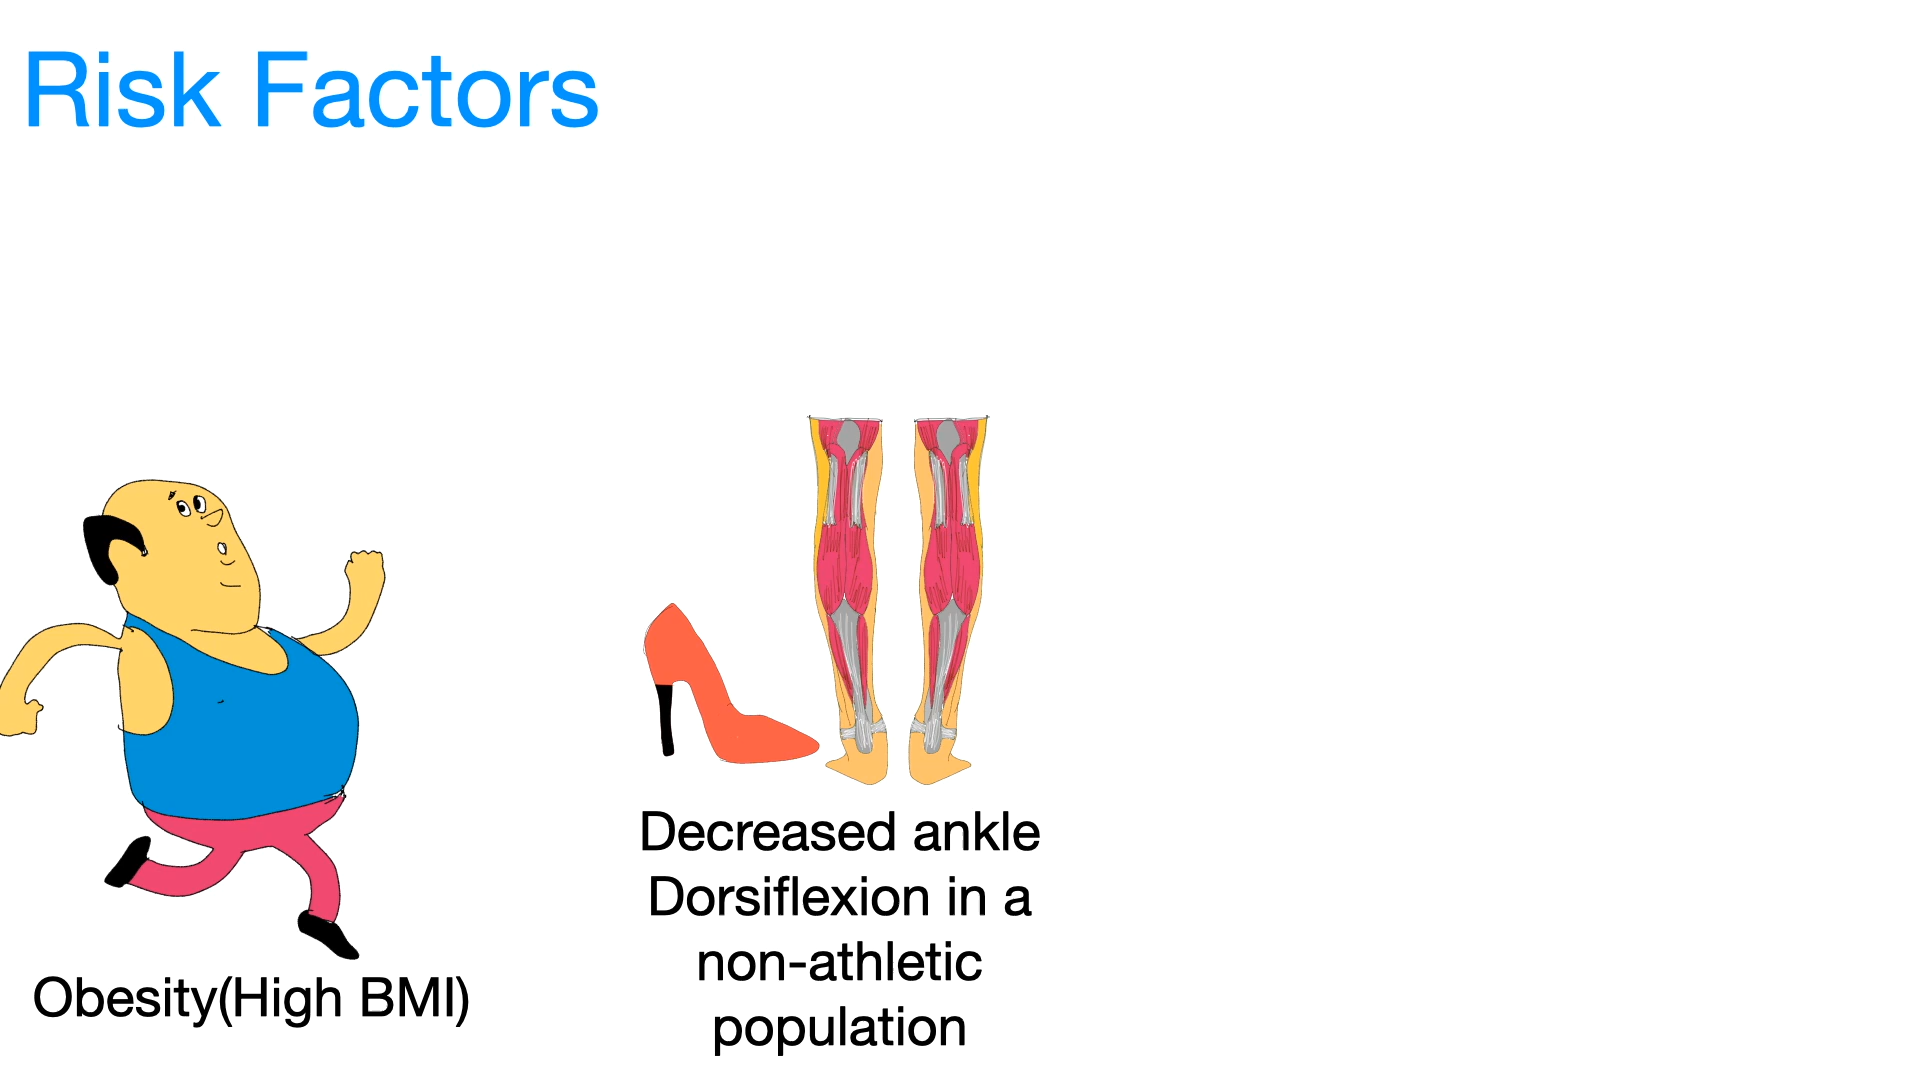 Risk Factors
Obesity(High BMI)
Decreased ankle
Dorsiflexion in a
non-athletic
population